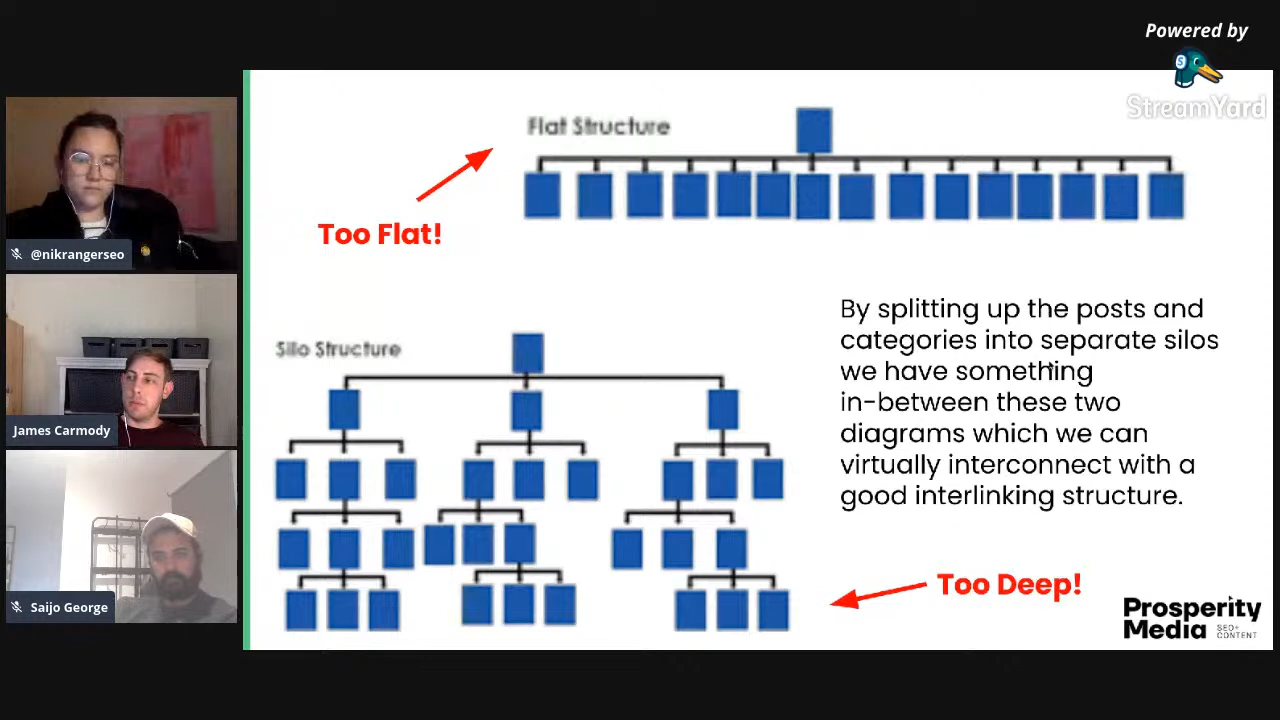 Powered by
StreamYard
@nikrangerseo
James Carmody
Saijo George
Flat Structure
Too Flat!
Silo Structure
By splitting up the posts and
categories into separate silos
we have something
in-between these two
diagrams which we can
virtually interconnect with a
good interlinking structure.
Too Deep!
Prosperity
Media
SEO+
CONTENT